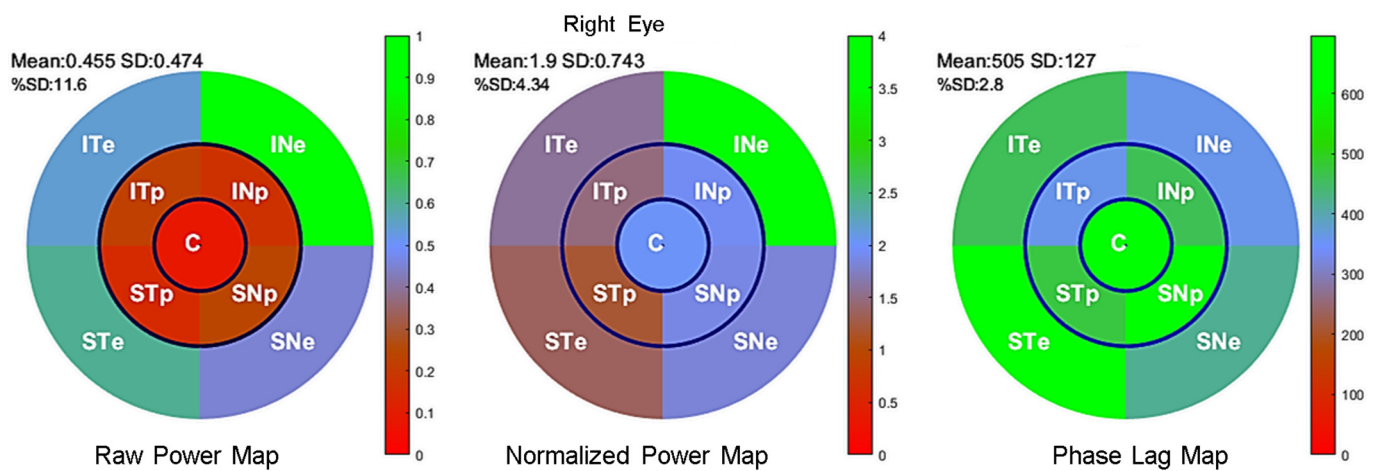 Right Eye
Mean:0.455 SD:0.474
%SD:11.6
ITe
INe
ITp
INp
C
STp
SNp
STe
SNe
1
0.9
0.8
0.7
0.6
0.5
0.4
0.3
0.2
0.1
0
Raw Power Map
Mean:1.9 SD:0.743
%SD:4.34
ITe
INe
ITp
INp
C
STp
SNp
STe
SNe
4
3.5
3
2.5
2
1.5
1
0.5
0
Normalized Power Map
Mean:505 SD:127
%SD:2.8
ITe
INe
ITp
INp
C
STp
SNp
STe
SNe
600
500
400
300
200
100
0
Phase Lag Map